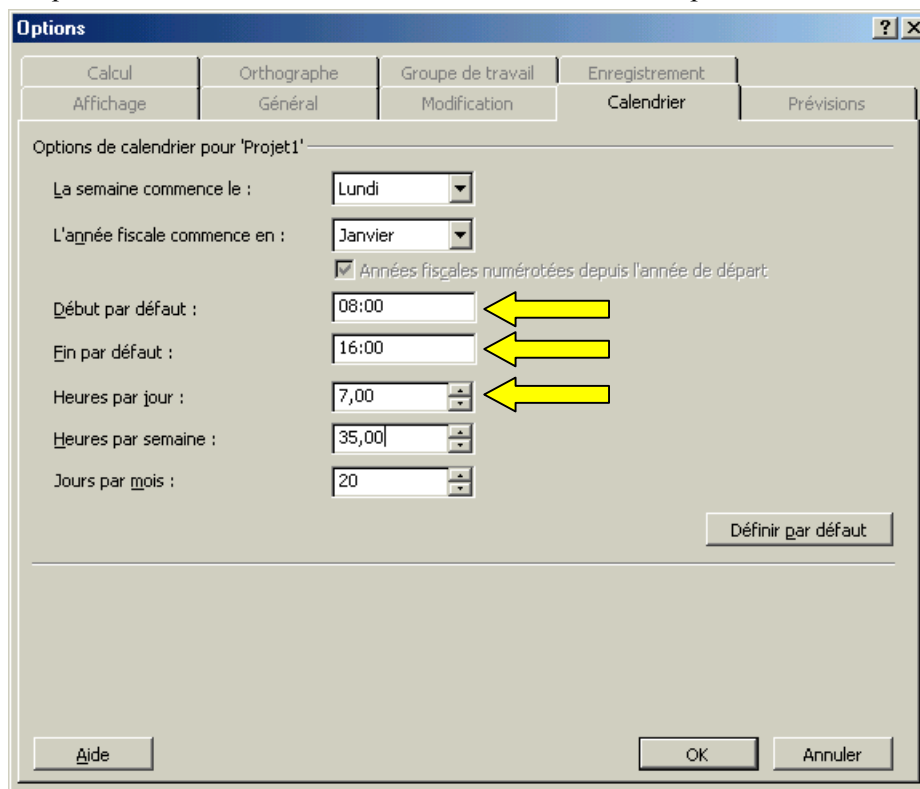 Options
Calcul Orthographe Groupe de travail Enregistrement
Affichage Général Modification Calendrier Prévisions
Options de calendrier pour 'Projet1'
La semaine commence le : Lundi
L'année fiscale commence en : Janvier
Années fiscales numérotées depuis l'année de départ
Début par défaut : 08:00
Fin par défaut : 16:00
Heures par jour : 7,00
Heures par semaine : 35,00
Jours par mois : 20
Définir par défaut
Aide OK Annuler